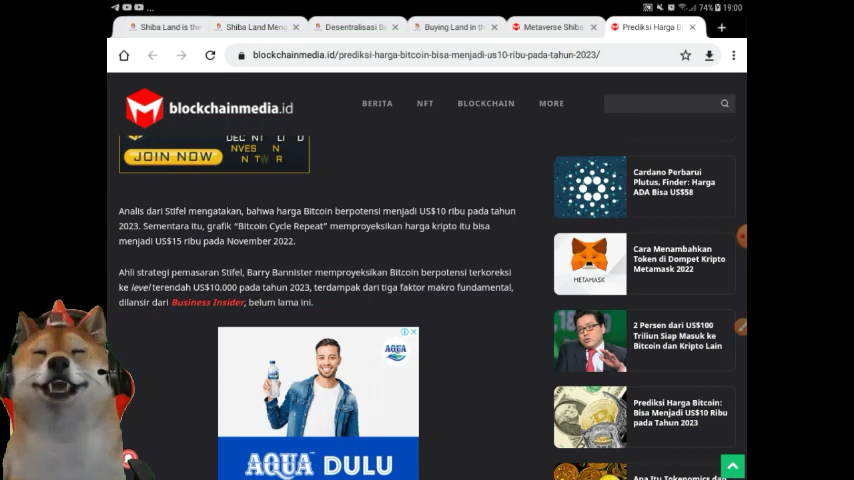 74% 19:00
Shiba Land is the
Shiba Land Meng
Desentralisasi B
Buying Land in the
Metaverse Shiba
Prediksi Harga B
blockchainmedia.id/prediksi-harga-bitcoin-bisa-menjadi-us10-ribu-pada-tahun-2023/
blockchainmedia.id
BERITA
NFT
BLOCKCHAIN
MORE
JOIN NOW
Analis dari Stifel mengatakan, bahwa harga Bitcoin berpotensi menjadi US$10 ribu pada tahun
2023. Sementara itu, grafik “Bitcoin Cycle Repeat” memproyeksikan harga kripto itu bisa
menjadi US$15 ribu pada November 2022.
Ahli strategi pemasaran Stifel, Barry Bannister memproyeksikan Bitcoin berpotensi terkoreksi
ke level terendah US$10.000 pada tahun 2023, terdampak dari tiga faktor makro fundamental,
dilansir dari Business Insider, belum lama ini.
AQUA
AQUA DULU
Cardano Perbarui
Plutus, Finder: Harga
ADA Bisa US$58
METAMASK
Cara Menambahkan
Token di Dompet Kripto
Metamask 2022
2 Persen dari US$100
Triliun Siap Masuk ke
Bitcoin dan Kripto Lain
Prediksi Harga Bitcoin:
Bisa Menjadi US$10 Ribu
pada Tahun 2023
Apa Itu Tokenomics dan